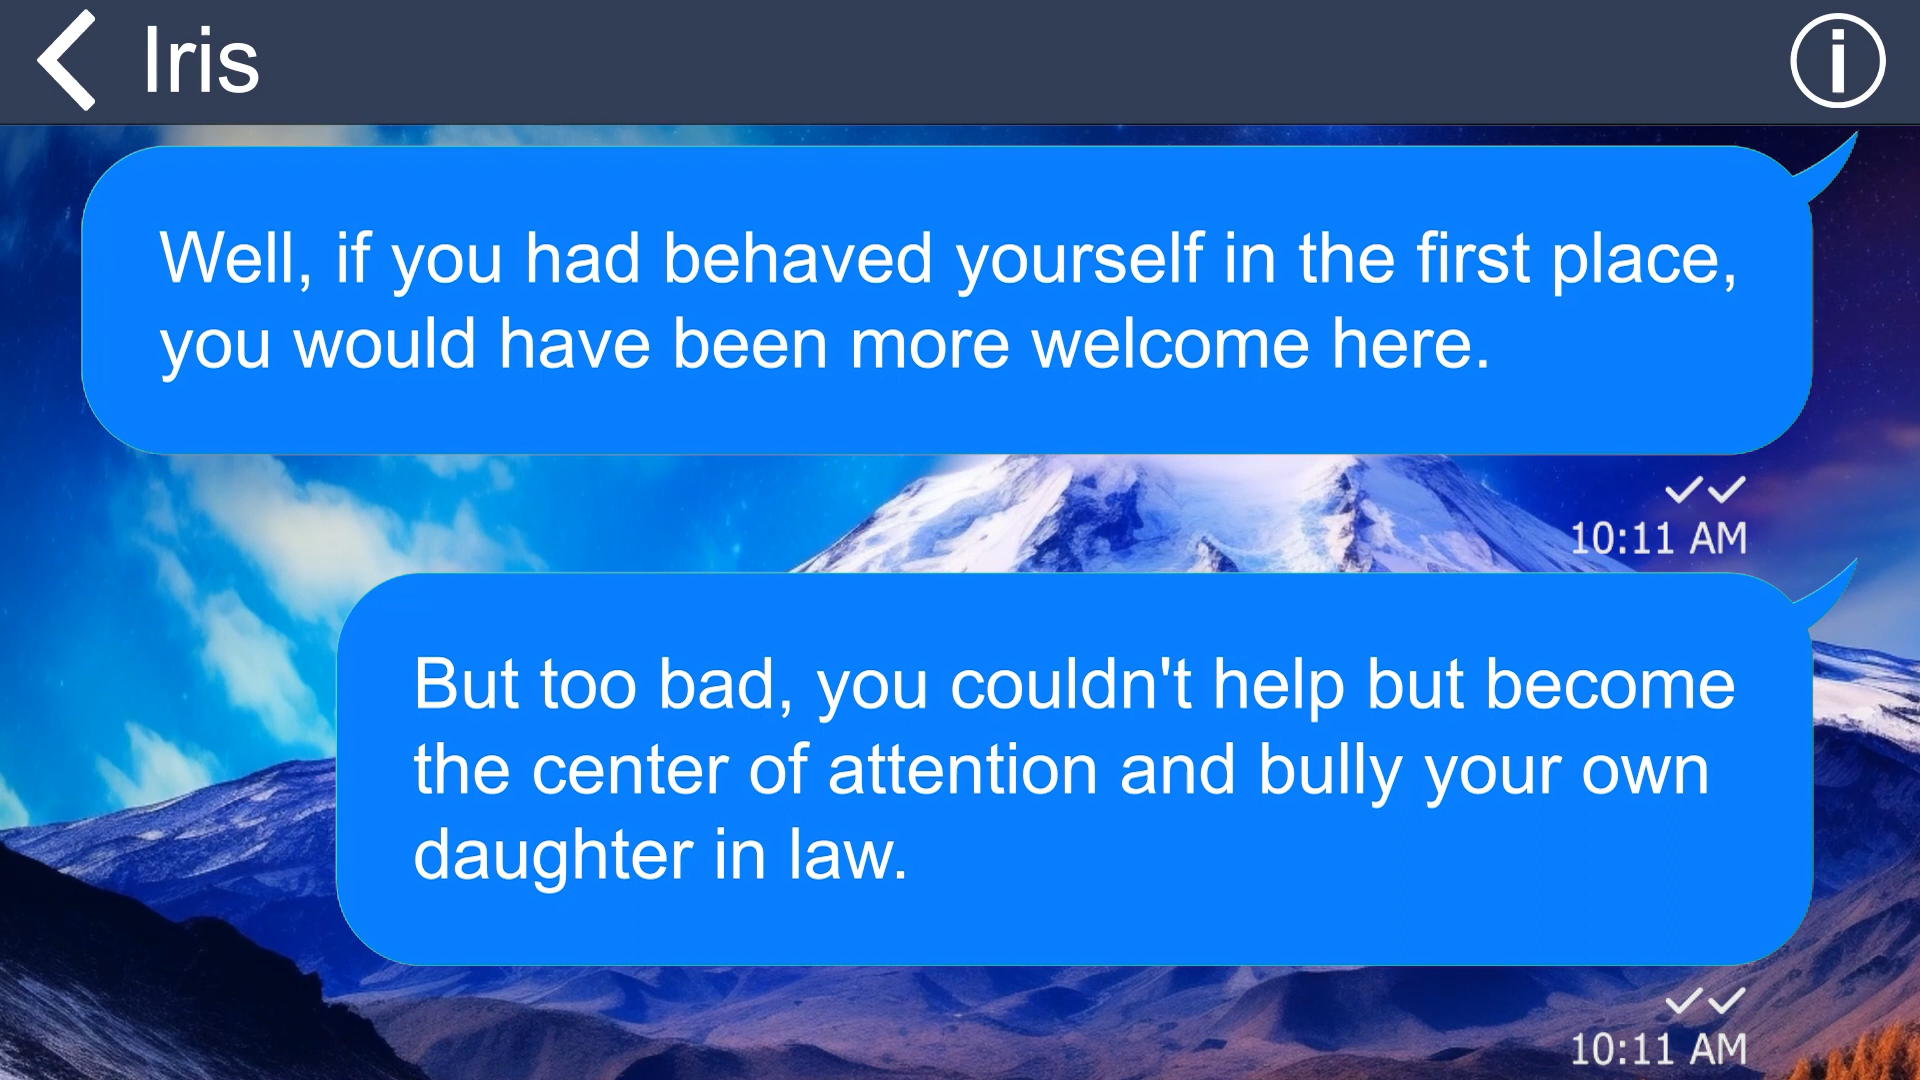 Iris
Well, if you had behaved yourself in the first place,
you would have been more welcome here.
10:11 AM
But too bad, you couldn't help but become
the center of attention and bully your own
daughter in law.
10:11 AM